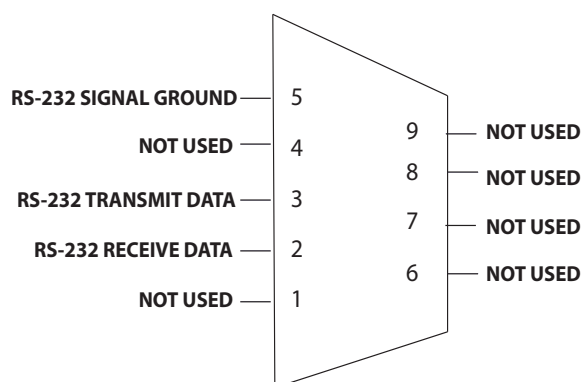 RS-232 SIGNAL GROUND 5
NOT USED 4
RS-232 TRANSMIT DATA 3
RS-232 RECEIVE DATA 2
NOT USED 1
9 NOT USED
8 NOT USED
7 NOT USED
6 NOT USED